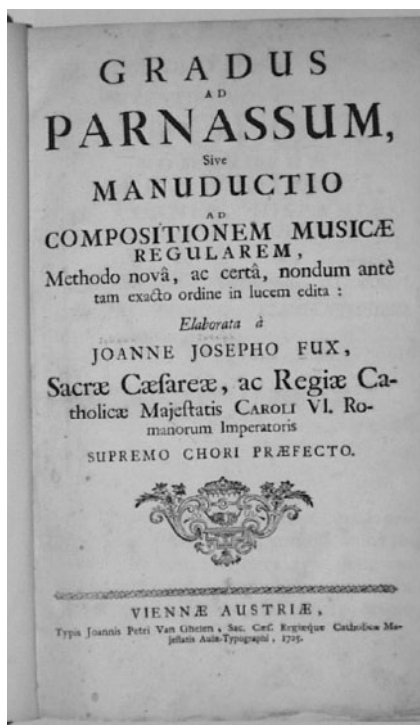 GRADUS
AD
PARNASSUM,
Sive
MANUDUCTIO
AD
COMPOSITIONEM MUSICÆ
REGULAREM,
Methodo novâ, ac certâ, nondum antè
tam exacto ordine in lucem edita :
Elaborata à
JOANNE JOSEPHO FUX,
Sacræ Cæſareæ, ac Regiæ Ca-
tholicæ Majeſtatis CAROLI VI. Ro-
manorum Imperatoris
SUPREMO CHORI PRÆFECTO.
VIENNÆ AUSTRIÆ,
Typis Joannis Petri Van Ghelen, Sac. Cæſ. Regiæque Catholicæ Ma-
jeſtatis Aulæ-Typographi, 1725.